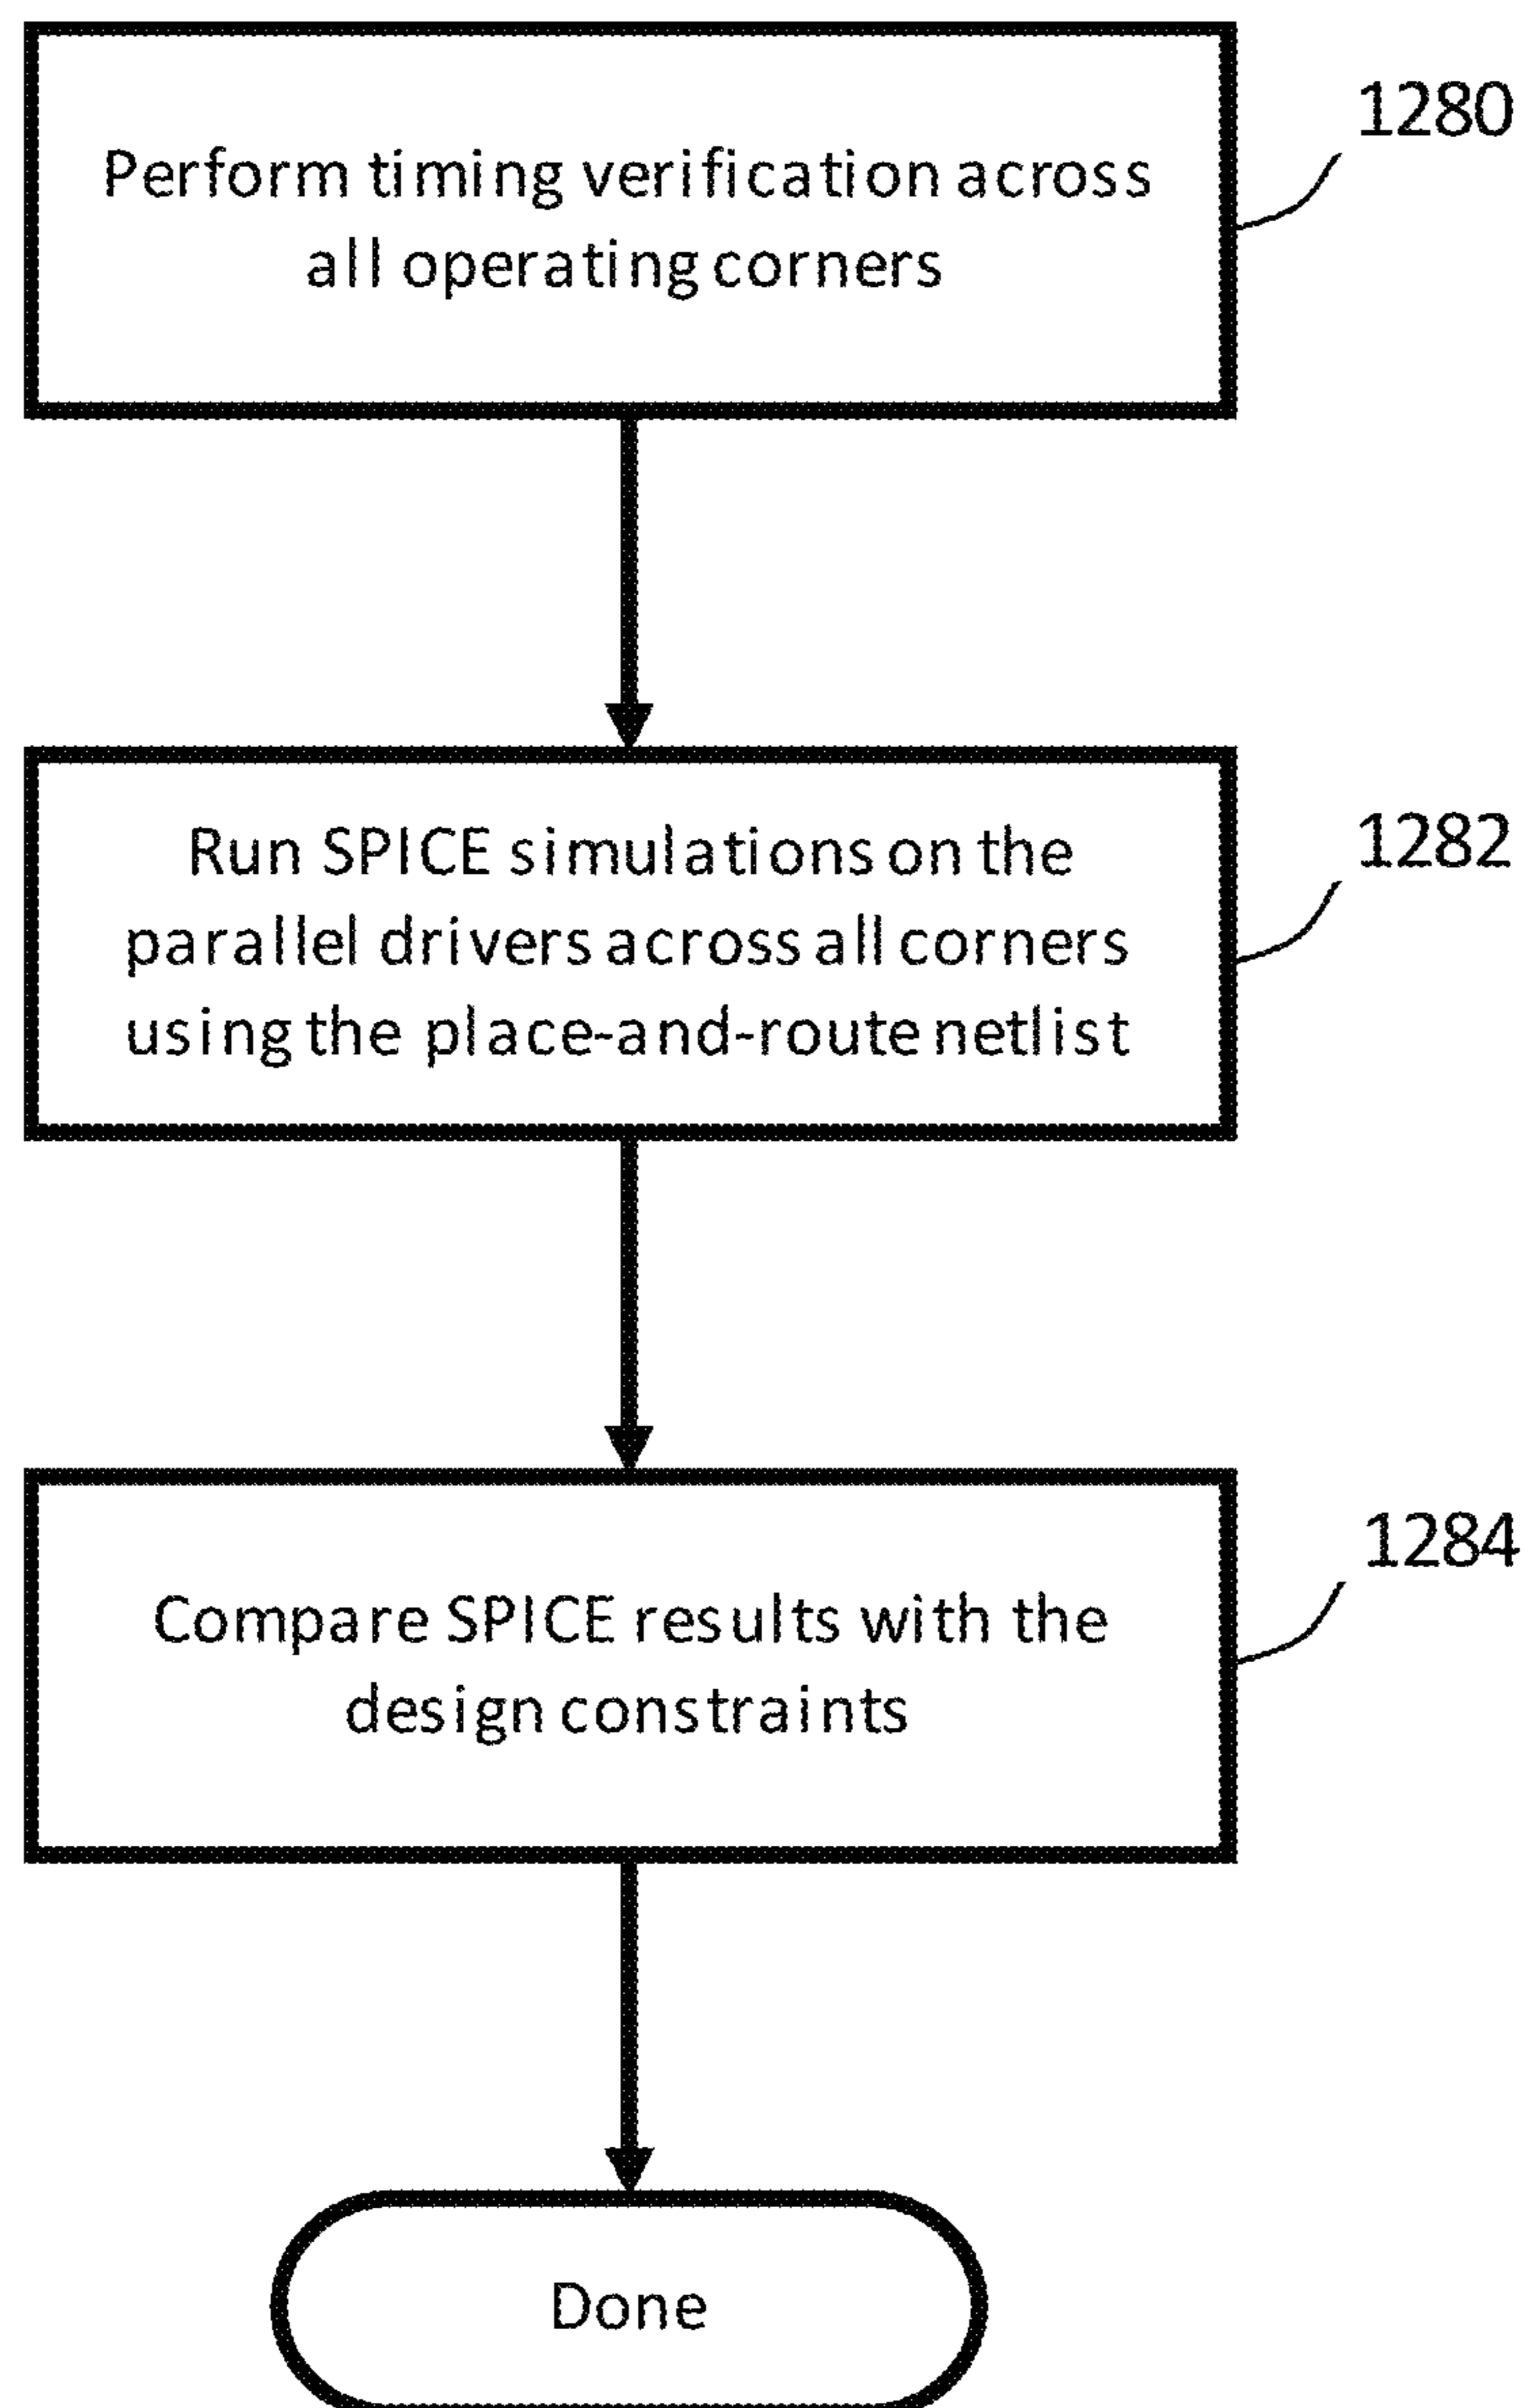 Perform timing verification across
all operating corners
1280
Run SPICE simulations on the
parallel drivers across all corners
using the place-and-route netlist
1282
Compare SPICE results with the
design constraints
1284
Done